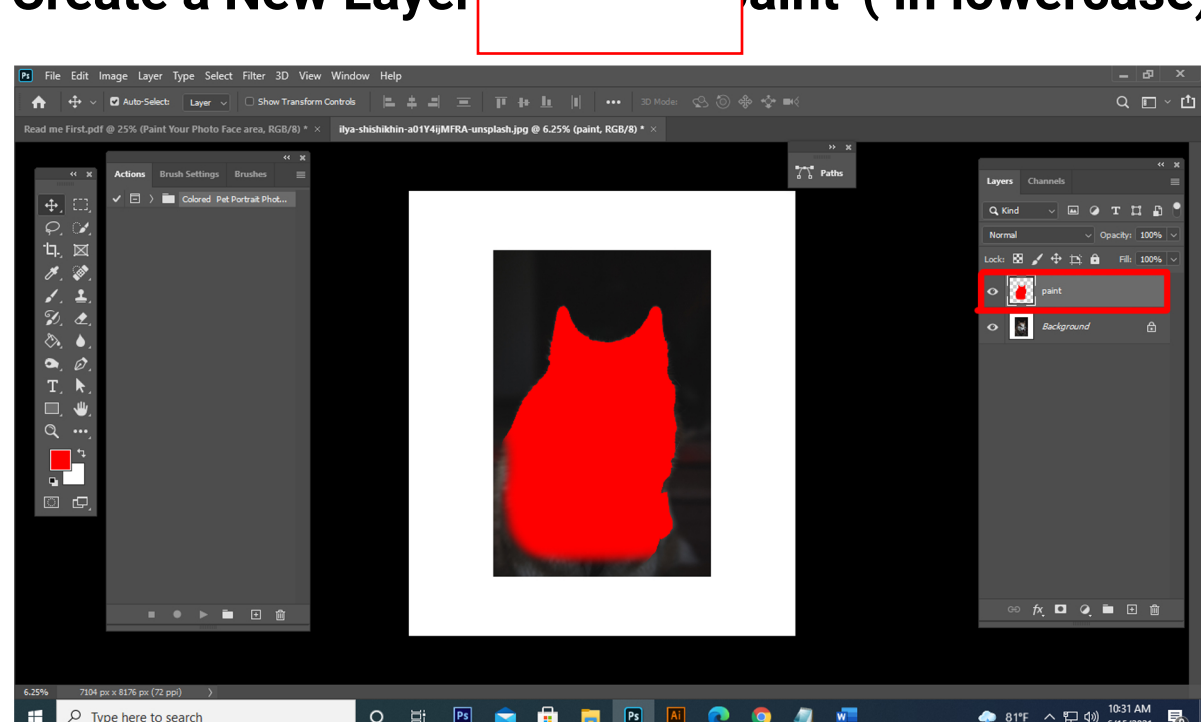 Create a New Layer aint ( in lowercase)
Ps File Edit Image Layer Type Select Filter 3D View Window Help
Auto-Select: Layer Show Transform Controls 3D Mode:
Read me First.pdf @ 25% (Paint Your Photo Face area, RGB/8) * × ilya-shishikhin-a01Y4ijMFRA-unsplash.jpg @ 6.25% (paint, RGB/8) * ×
Paths
Actions Brush Settings Brushes
Colored Pet Portrait Phot...
Layers Channels
Kind
Normal Opacity: 100%
Lock: Fill: 100%
paint
Background
6.25% 7104 px x 8176 px (72 ppi)
Type here to search Ps Ps Ai 81°F 10:31 AM